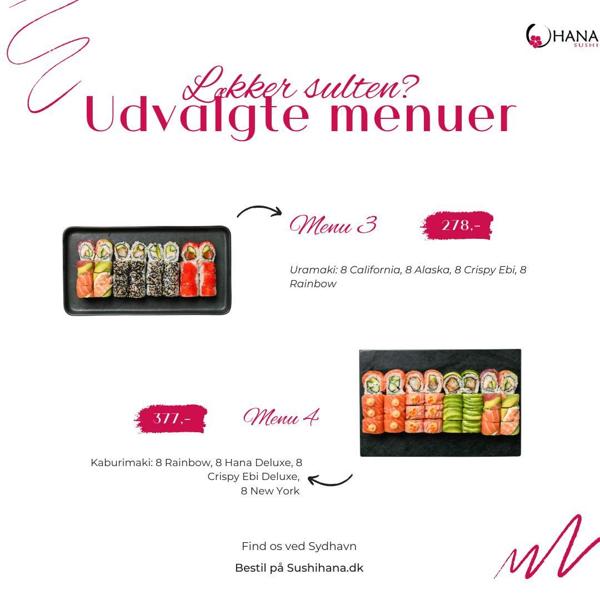 HANA
SUSHI
Lækker sulten?
Udvalgte menuer
Menu 3
278,-
Uramaki: 8 California, 8 Alaska, 8 Crispy Ebi, 8
Rainbow
377,-
Menu 4
Kaburimaki: 8 Rainbow, 8 Hana Deluxe, 8
Crispy Ebi Deluxe,
8 New York
Find os ved Sydhavn
Bestil på Sushihana.dk